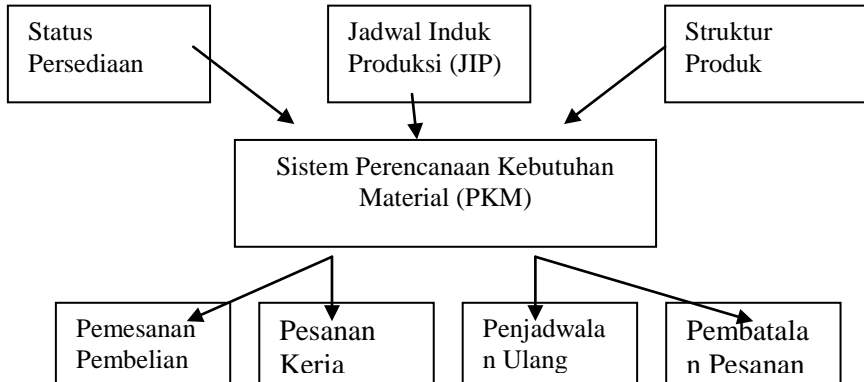 Status
Persediaan
Jadwal Induk
Produksi (JIP)
Struktur
Produk
Sistem Perencanaan Kebutuhan
Material (PKM)
Pemesanan
Pembelian
Pesanan
Kerja
Penjadwala
n Ulang
Pembatala
n Pesanan